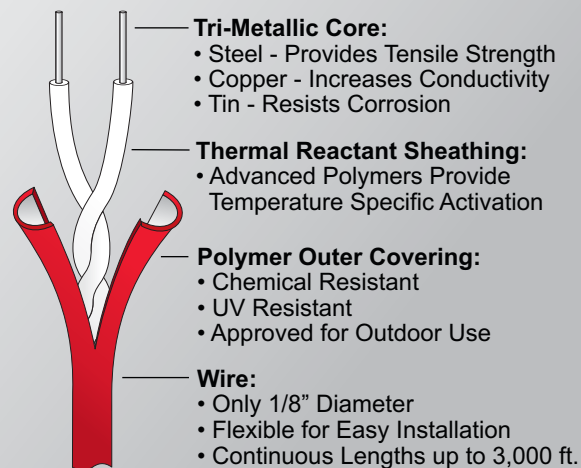 Tri-Metallic Core:
• Steel - Provides Tensile Strength
• Copper - Increases Conductivity
• Tin - Resists Corrosion
Thermal Reactant Sheathing:
• Advanced Polymers Provide
Temperature Specific Activation
Polymer Outer Covering:
• Chemical Resistant
• UV Resistant
• Approved for Outdoor Use
Wire:
• Only 1/8” Diameter
• Flexible for Easy Installation
• Continuous Lengths up to 3,000 ft.